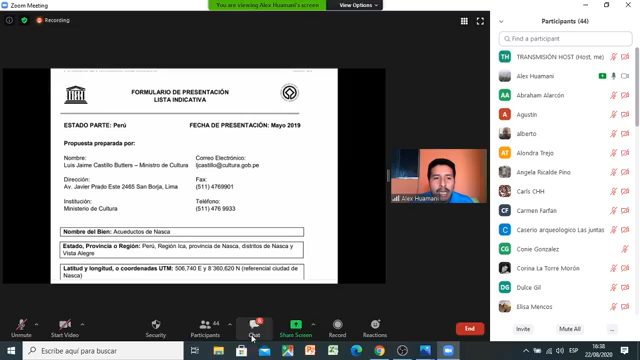 Zoom Meeting
You are viewing Alex Huamani's screen
View Options
Recording
Participants (44)
Find a participant
TH TRANSMISIÓN HOST (Host, me)
Alex Huamani
AA Abraham Alarcón
A Agustin
alberto
AT Alondra Trejo
Angela Ricalde Pino
Carls CHH
CF Carmen Farfan
Caserio arqueologico Las juntas
CG Conie Gonzalez
Corina La Torre Morón
DG Dulce Gil
Elisa Mencos
Invite
Mute All
...
FORMULARIO DE PRESENTACIÓN
LISTA INDICATIVA
ESTADO PARTE: Perú
FECHA DE PRESENTACIÓN: Mayo 2019
Propuesta preparada por:
Nombre:
Luis Jaime Castillo Butters – Ministro de Cultura
Correo Electrónico:
ljcastillo@cultura.gob.pe
Dirección:
Av. Javier Prado Este 2465 San Borja, Lima
Fax:
(511) 4769901
Institución:
Ministerio de Cultura
Teléfono:
(511) 476 9933
Nombre del Bien: Acueductos de Nasca
Estado, Provincia o Región: Perú, Región Ica, provincia de Nasca, distritos de Nasca y
Vista Alegre
Latitud y longitud, o coordenadas UTM: 506,740 E y 8'360,620 N (referencial ciudad de
Nasca)
Alex Huamani
Unmute
Start Video
Security
44
Participants
Chat
Share Screen
Record
Reactions
End
Escribe aquí para buscar
ESP
16:38
22/08/2020